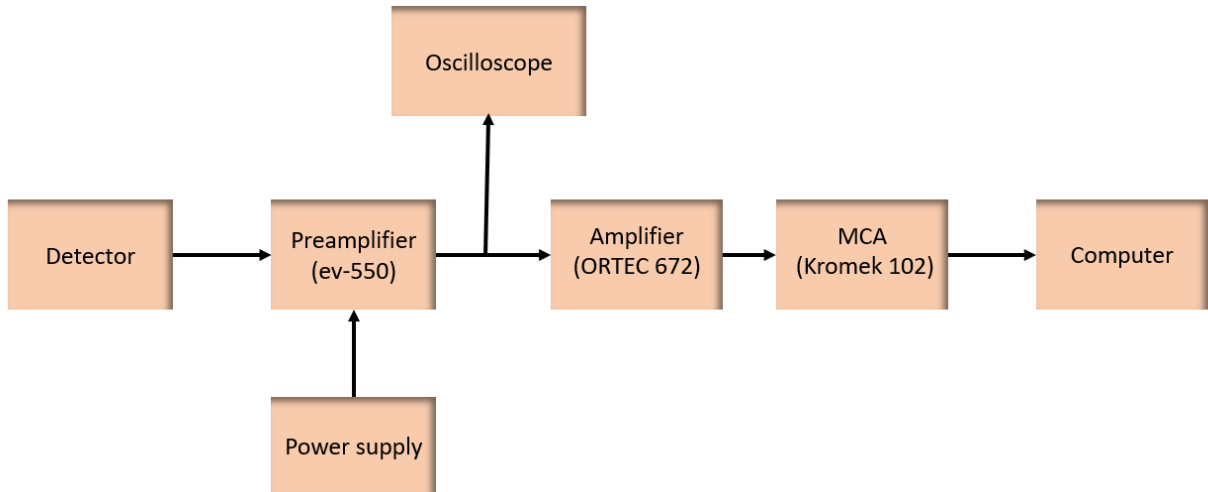 Oscilloscope
Detector
Preamplifier
(ev-550)
Amplifier
(ORTEC 672)
MCA
(Kromek 102)
Computer
Power supply